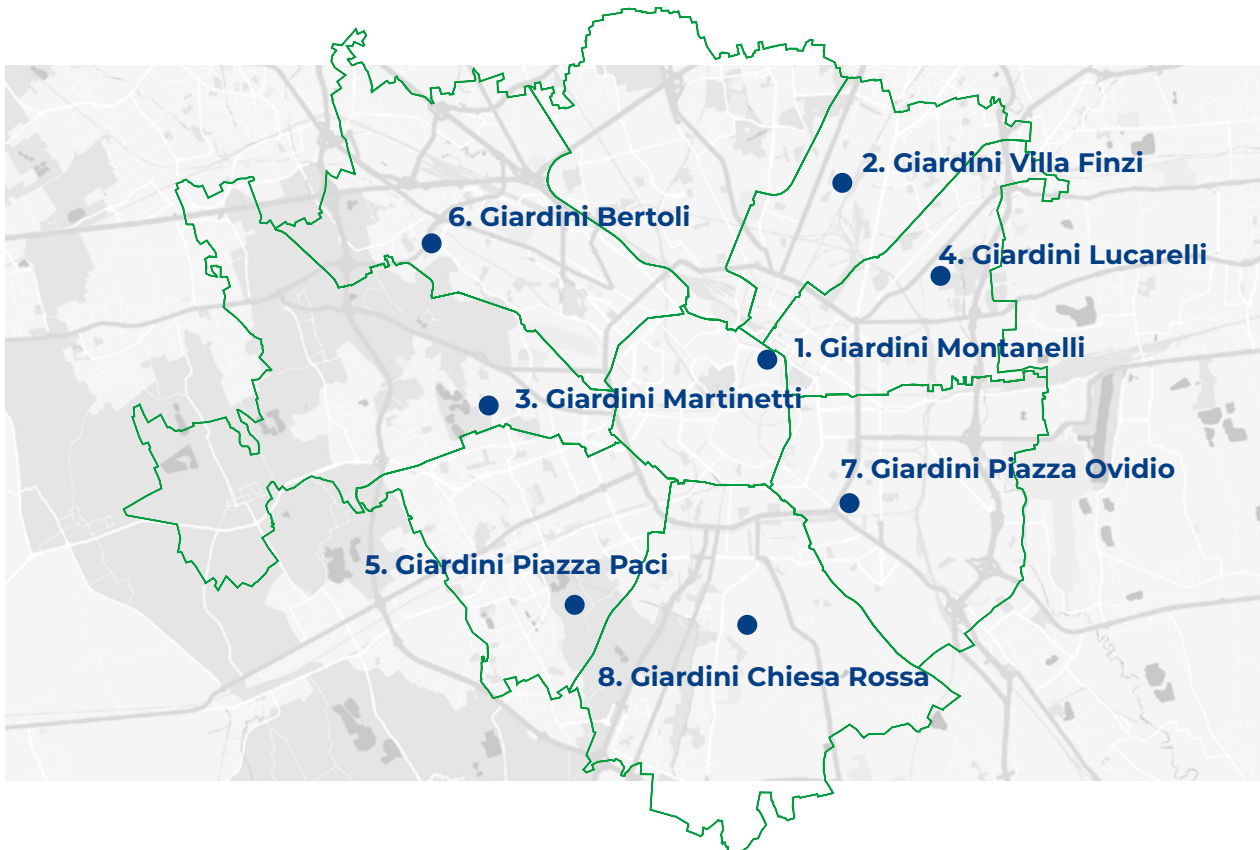 2. Giardini Villa Finzi
6. Giardini Bertoli
4. Giardini Lucarelli
1. Giardini Montanelli
3. Giardini Martinetti
7. Giardini Piazza Ovidio
5. Giardini Piazza Paci
8. Giardini Chiesa Rossa